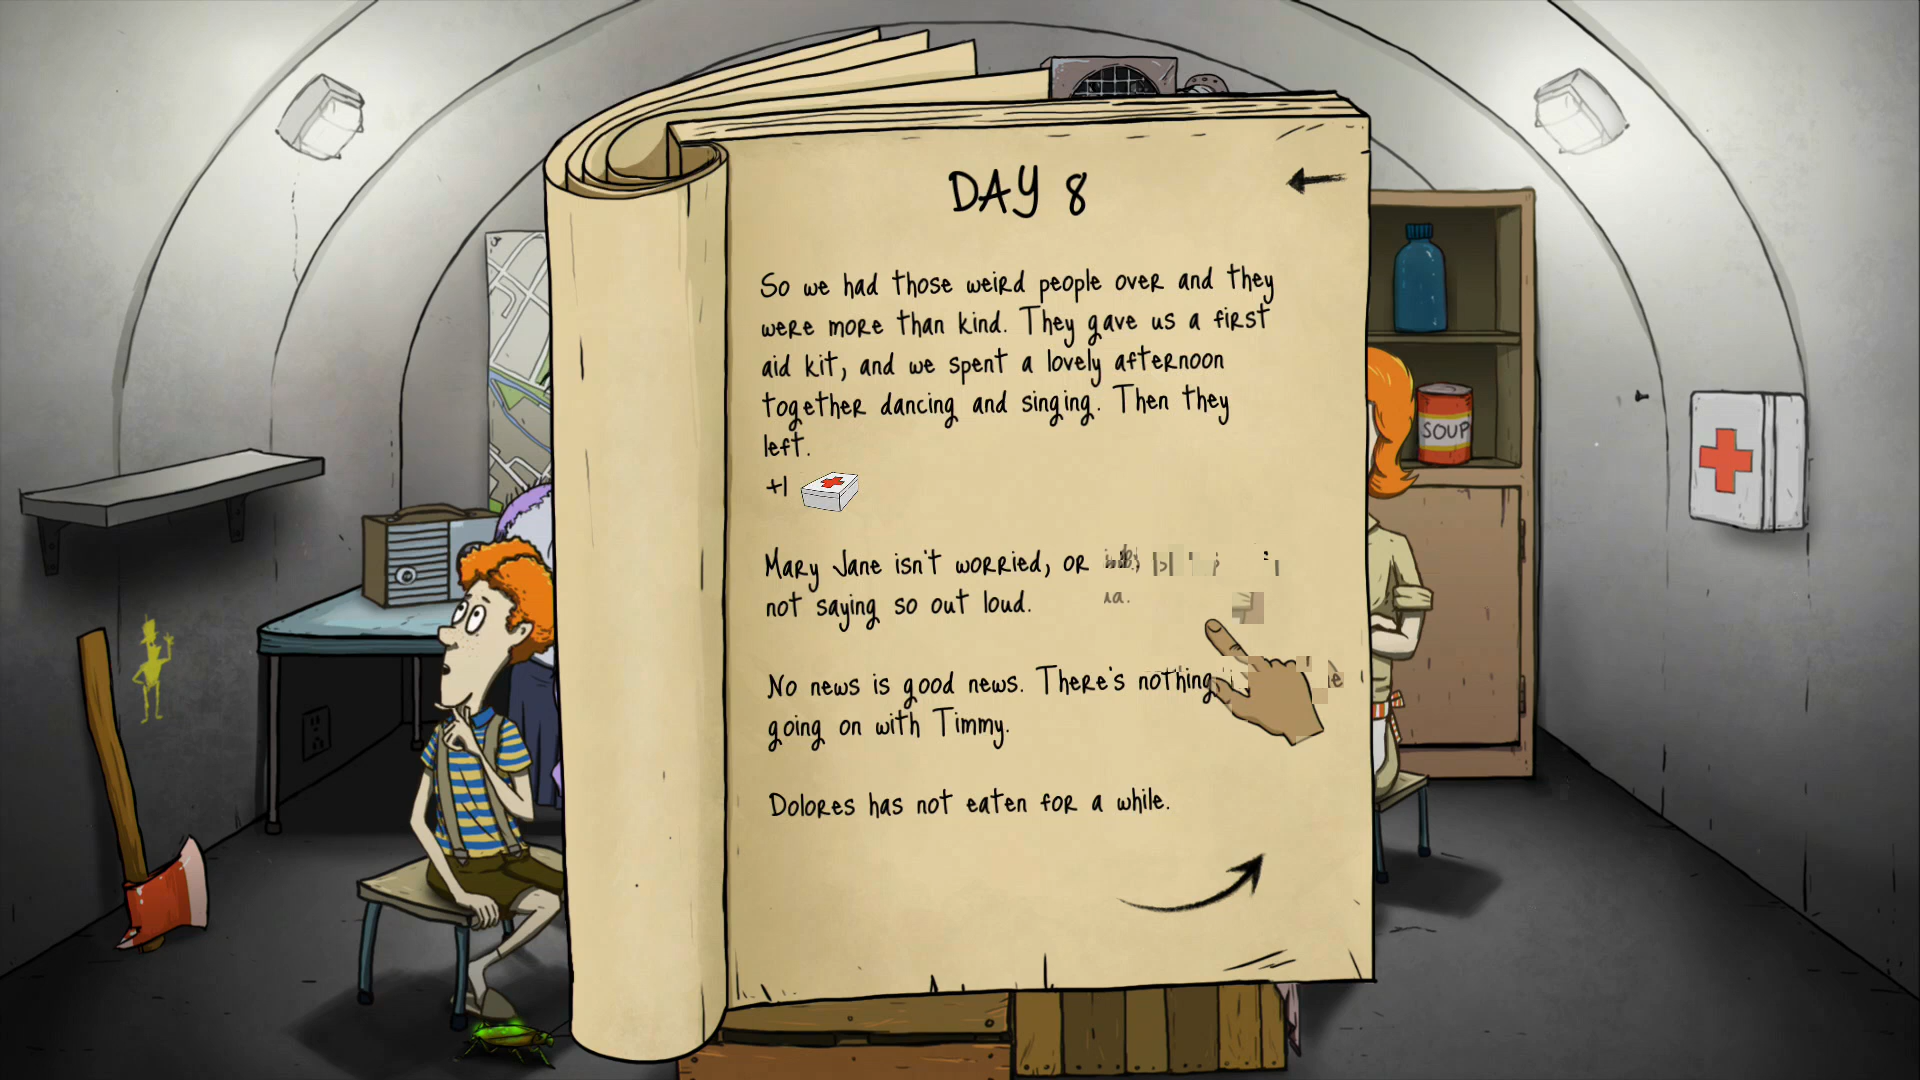 DAY 8
So we had those weird people over and they
were more than kind. They gave us a first
aid kit, and we spent a lovely afternoon
together dancing and singing. Then they
left.
+1
Mary Jane isn't worried, or
not saying so out loud.
No news is good news. There's nothing
going on with Timmy.
Dolores has not eaten for a while.
SOUP